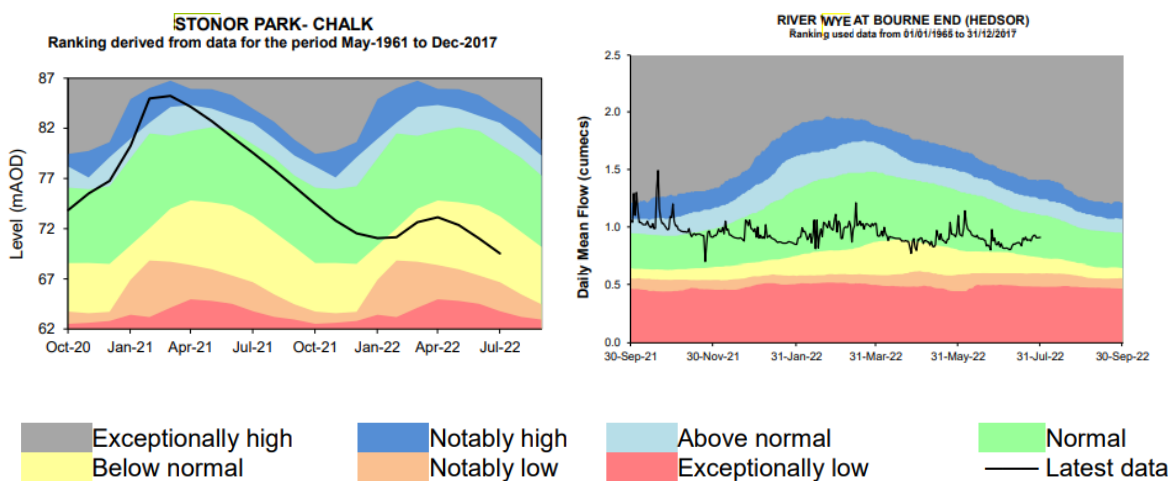 STONOR PARK- CHALK
Ranking derived from data for the period May-1961 to Dec-2017
Level (mAOD)
87
82
77
72
67
62
Oct-20 Jan-21 Apr-21 Jul-21 Oct-21 Jan-22 Apr-22 Jul-22
RIVER WYE AT BOURNE END (HEDSOR)
Ranking used data from 01/01/1965 to 31/12/2017
Daily Mean Flow (cumecs)
2.5
2.0
1.5
1.0
0.5
0.0
30-Sep-21 30-Nov-21 31-Jan-22 31-Mar-22 31-May-22 31-Jul-22 30-Sep-22
Exceptionally high Notably high Above normal Normal
Below normal Notably low Exceptionally low Latest data